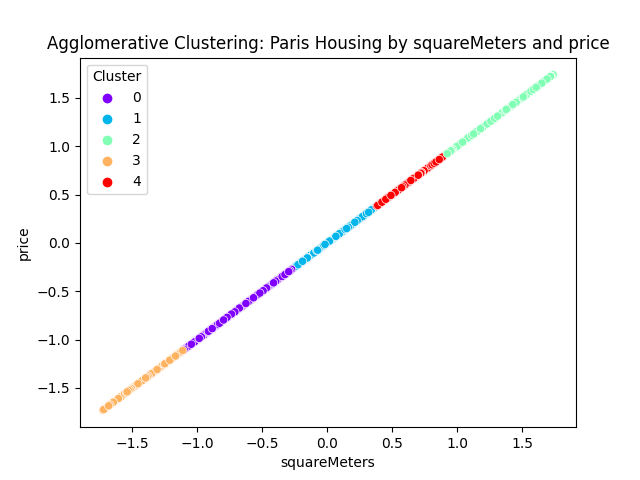 Agglomerative Clustering: Paris Housing by squareMeters and price
Cluster
0
1
2
3
4
price
1.5
1.0
0.5
0.0
−0.5
−1.0
−1.5
−1.5 −1.0 −0.5 0.0 0.5 1.0 1.5
squareMeters